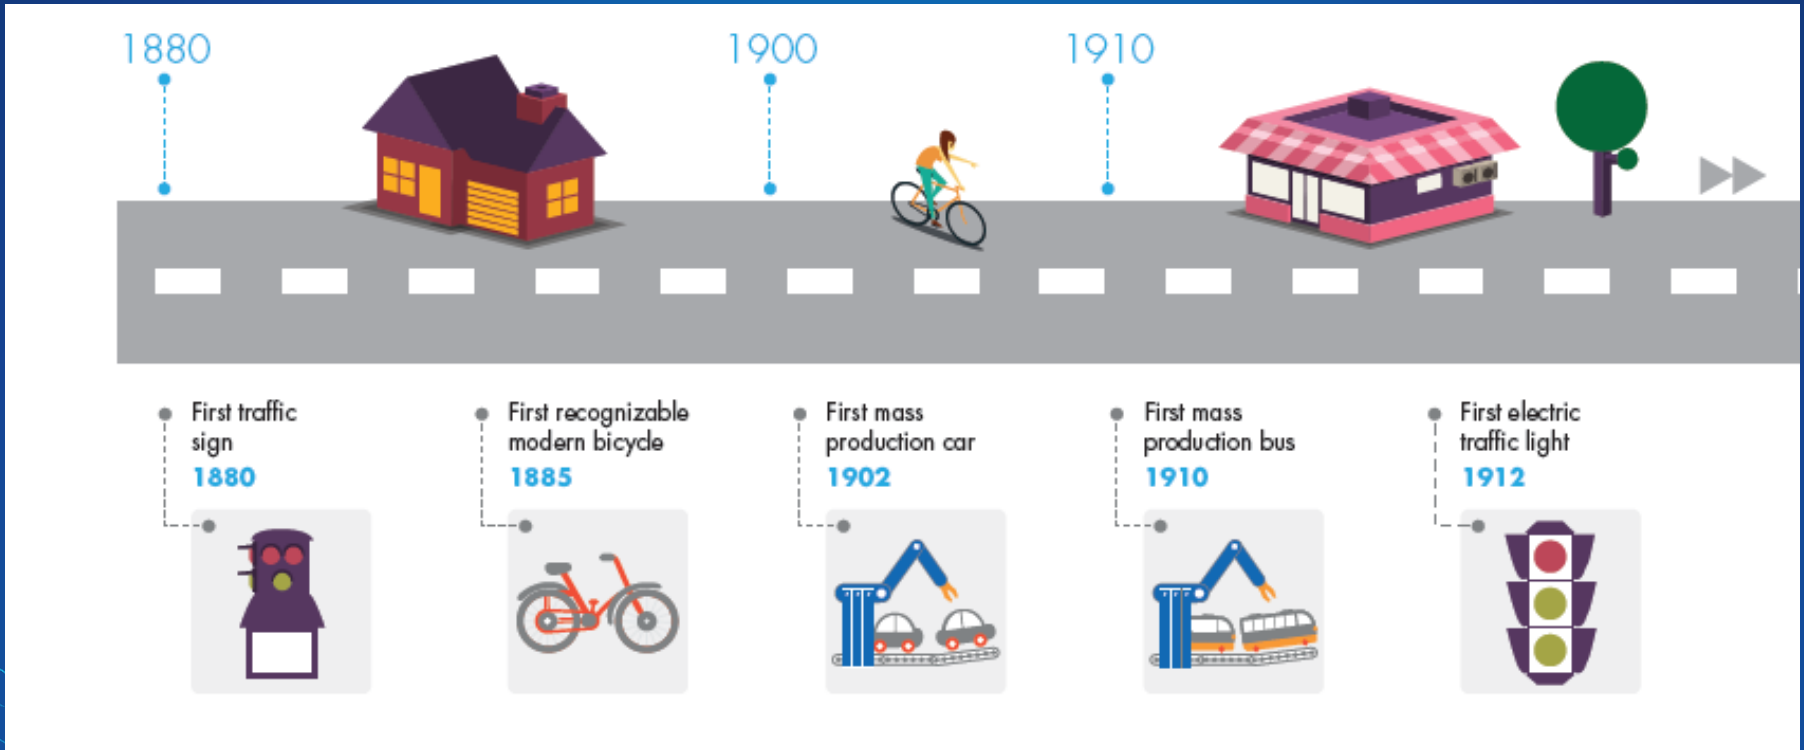 1880
1900
1910
First traffic
sign
1880
First recognizable
modern bicycle
1885
First mass
production car
1902
First mass
production bus
1910
First electric
traffic light
1912